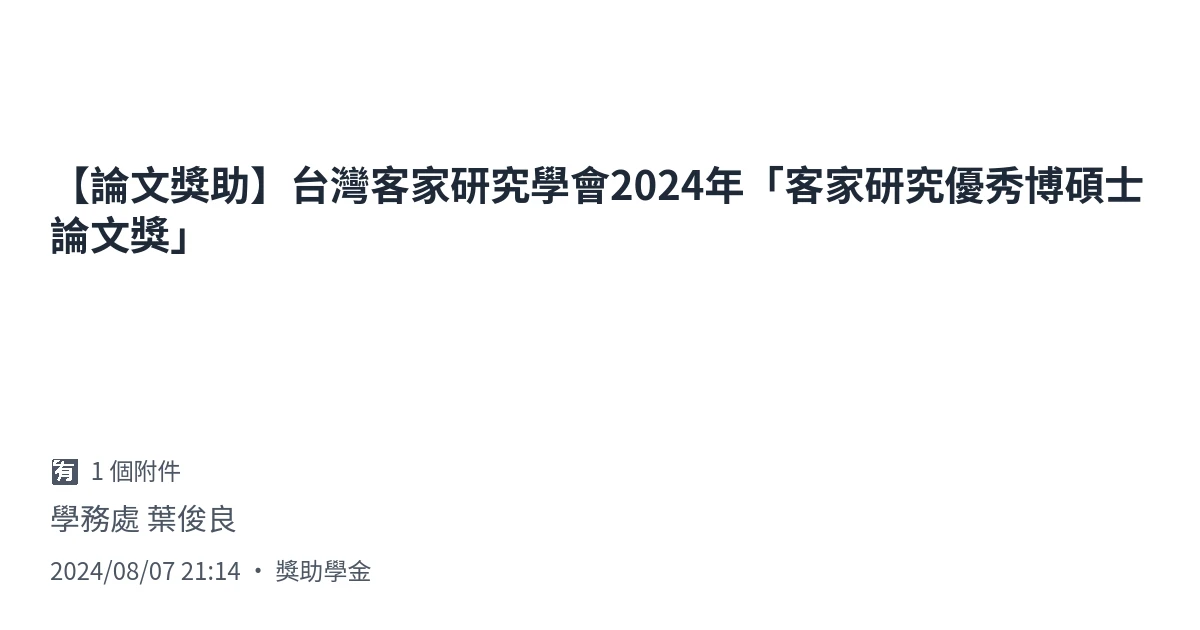 【論文獎助】台灣客家研究學會2024年「客家研究優秀博碩士
論文獎」
有 1 個附件
學務處 葉俊良
2024/08/07 21:14 · 獎助學金